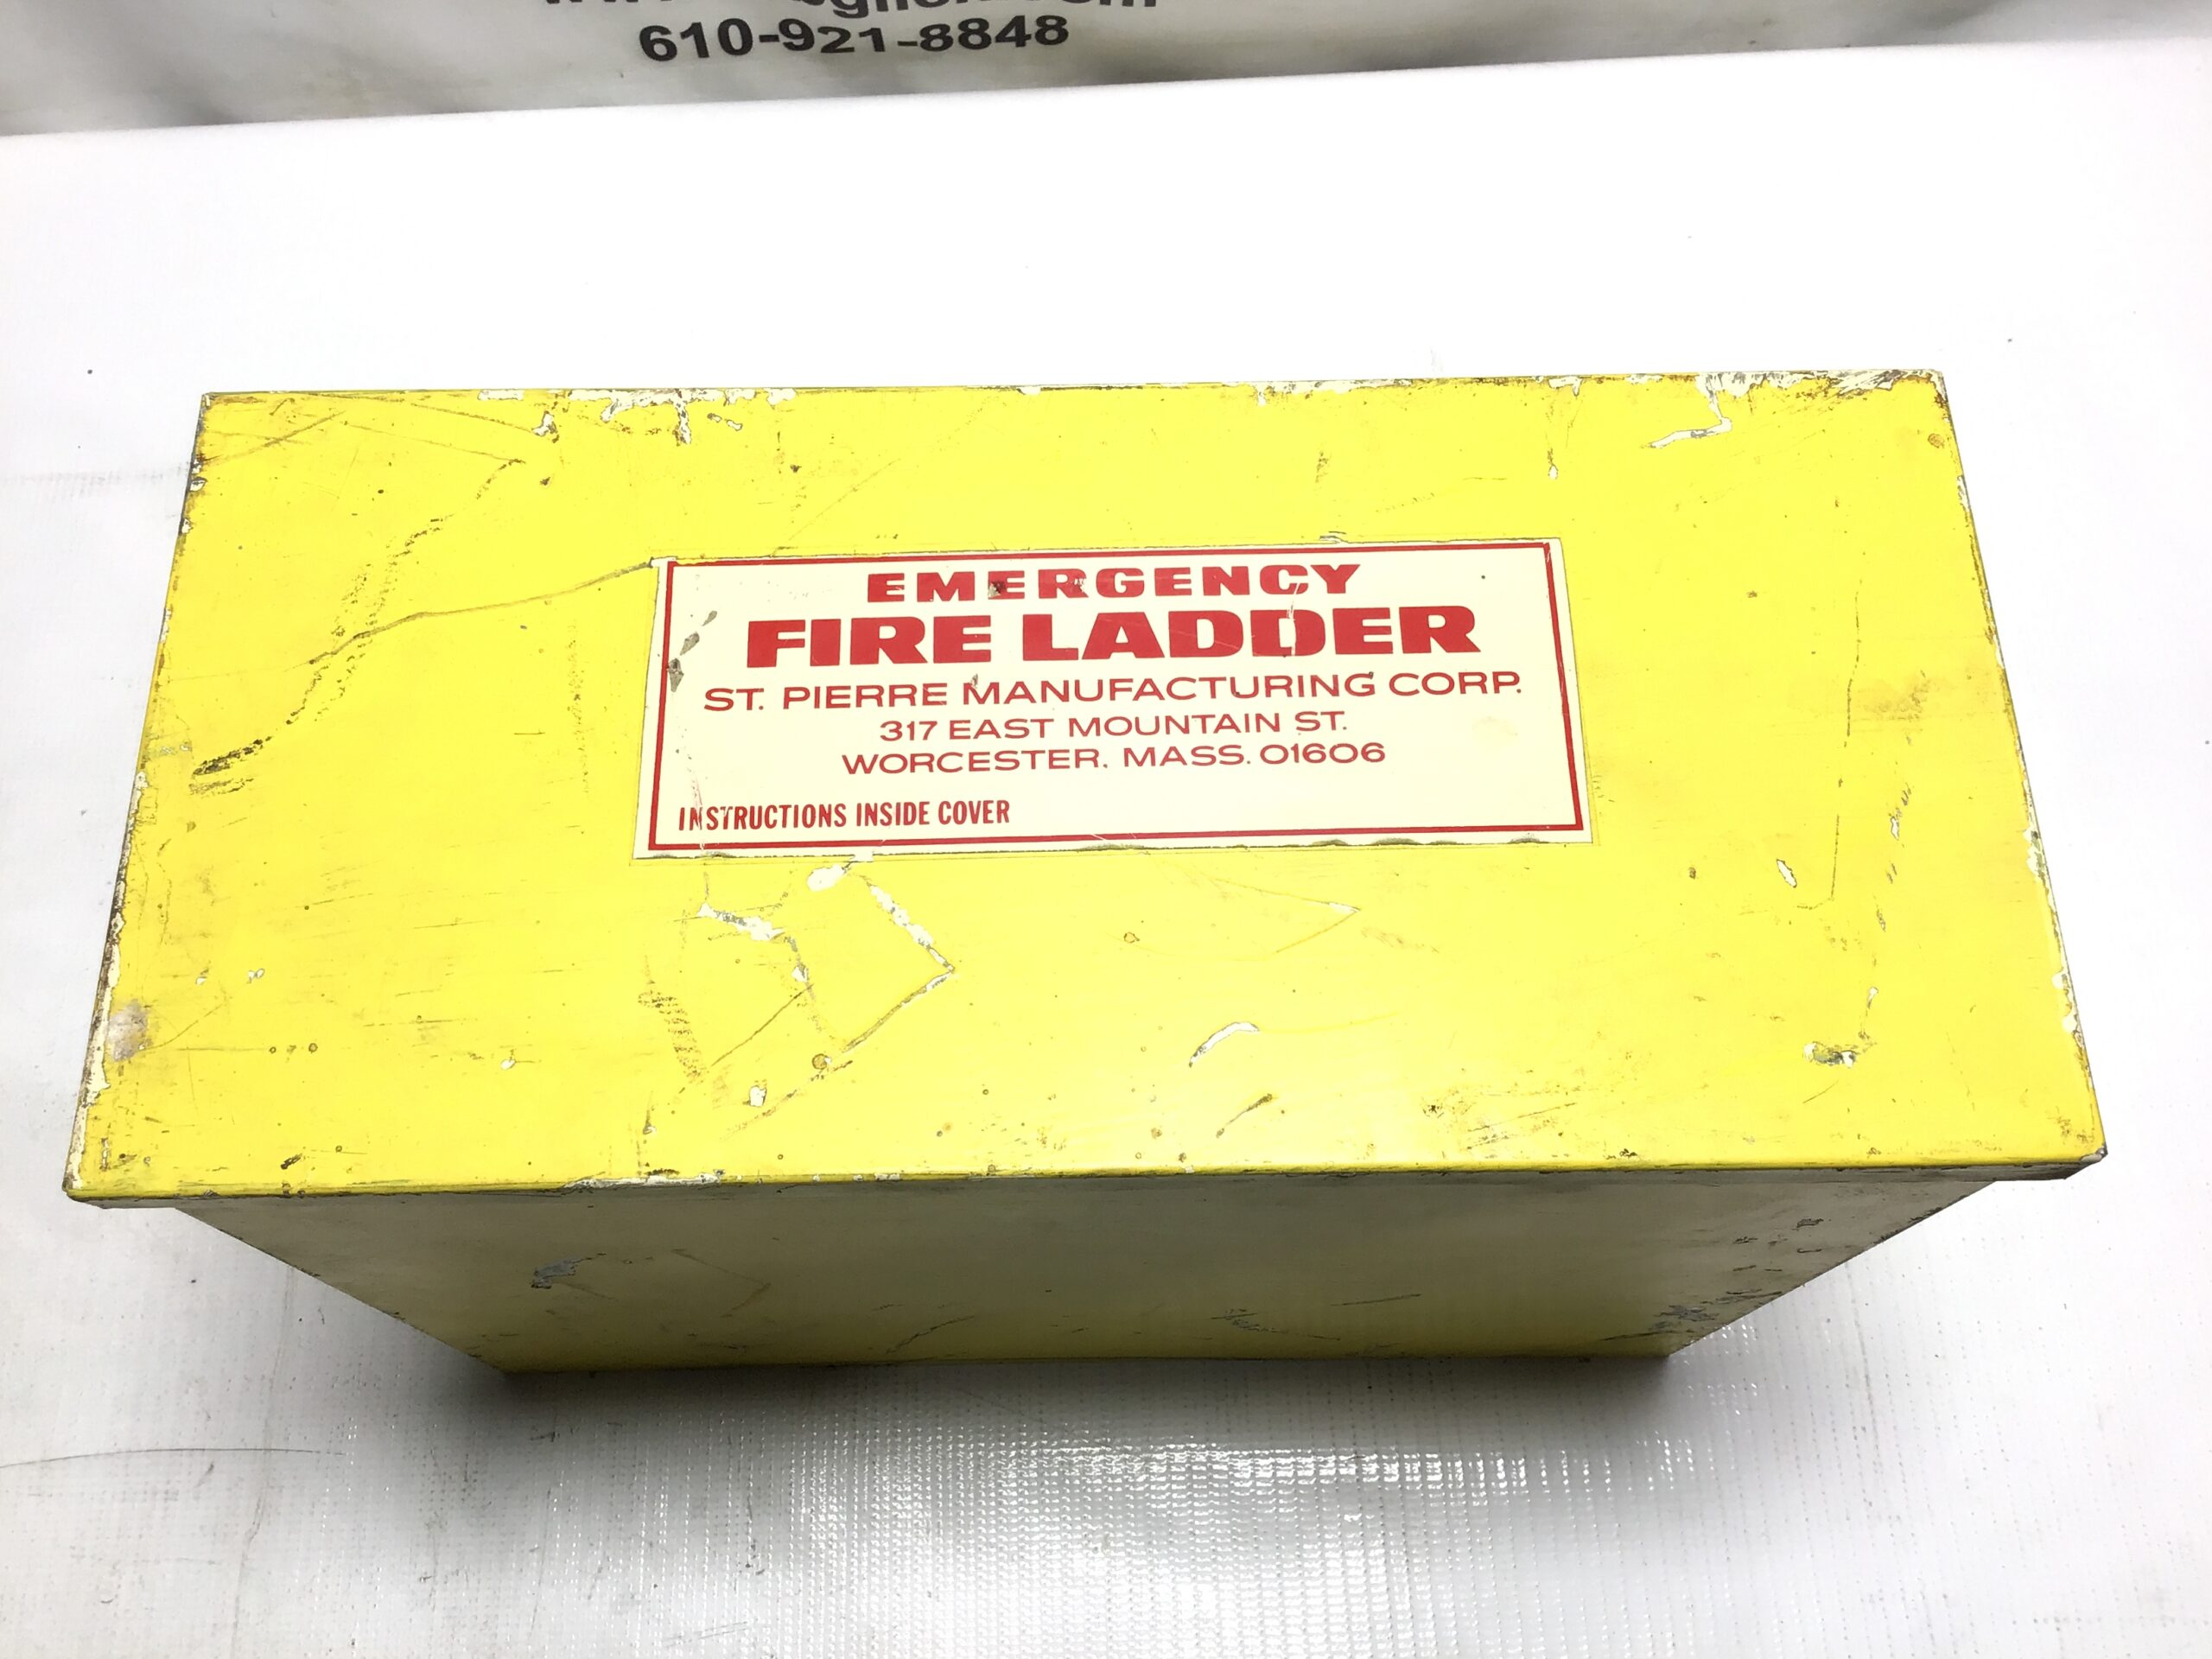 610-921-8848
EMERGENCY
FIRE LADDER
ST. PIERRE MANUFACTURING CORP.
317 EAST MOUNTAIN ST.
WORCESTER, MASS. 01606
INSTRUCTIONS INSIDE COVER